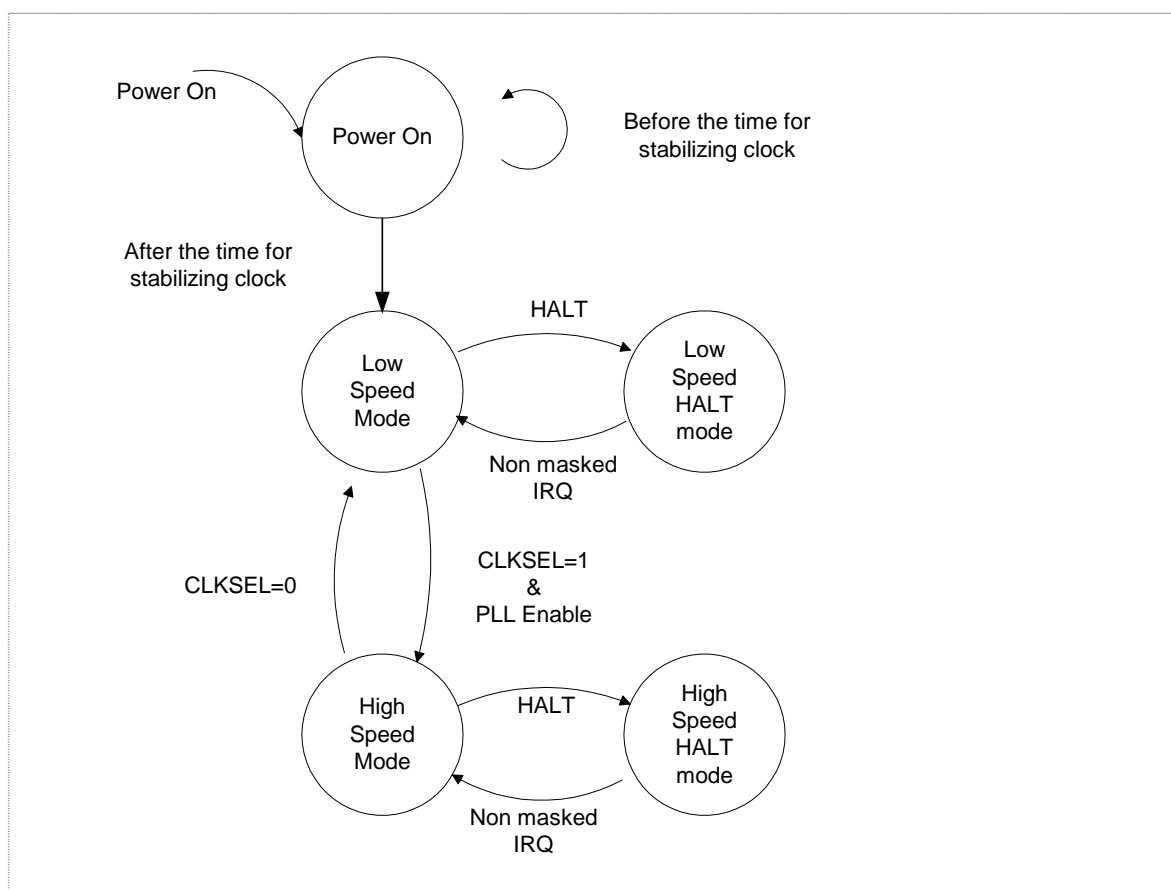 Power On
Power On
Before the time for
stabilizing clock
After the time for
stabilizing clock
HALT
Low
Speed
Mode
Low
Speed
HALT
mode
Non masked
IRQ
CLKSEL=0
CLKSEL=1
&
PLL Enable
High
Speed
Mode
HALT
High
Speed
HALT
mode
Non masked
IRQ